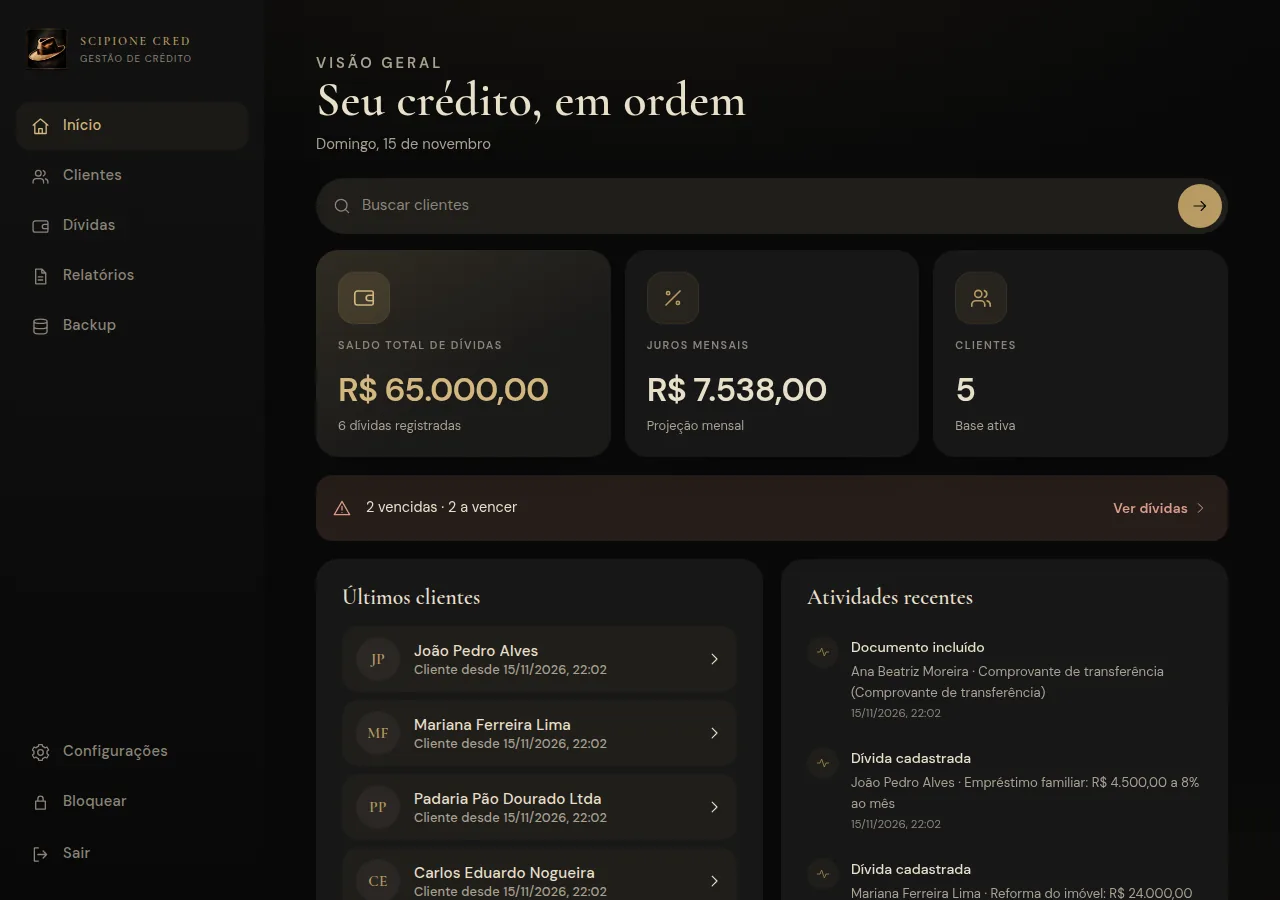 SCIPIONE CRED
GESTÃO DE CRÉDITO
Início
Clientes
Dívidas
Relatórios
Backup
Configurações
Bloquear
Sair
VISÃO GERAL
Seu crédito, em ordem
Domingo, 15 de novembro
Buscar clientes
SALDO TOTAL DE DÍVIDAS
R$ 65.000,00
6 dívidas registradas
JUROS MENSAIS
R$ 7.538,00
Projeção mensal
CLIENTES
5
Base ativa
2 vencidas · 2 a vencer
Ver dívidas
Últimos clientes
JP
João Pedro Alves
Cliente desde 15/11/2026, 22:02
MF
Mariana Ferreira Lima
Cliente desde 15/11/2026, 22:02
PP
Padaria Pão Dourado Ltda
Cliente desde 15/11/2026, 22:02
CE
Carlos Eduardo Nogueira
Cliente desde 15/11/2026, 22:02
Atividades recentes
Documento incluído
Ana Beatriz Moreira · Comprovante de transferência
(Comprovante de transferência)
15/11/2026, 22:02
Dívida cadastrada
João Pedro Alves · Empréstimo familiar: R$ 4.500,00 a 8%
ao mês
15/11/2026, 22:02
Dívida cadastrada
Mariana Ferreira Lima · Reforma do imóvel: R$ 24.000,00